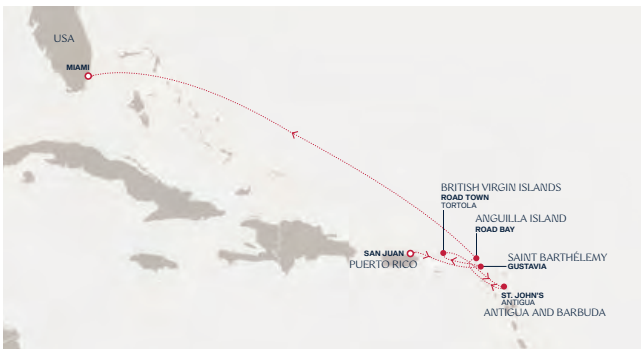 USA
MIAMI
BRITISH VIRGIN ISLANDS
ROAD TOWN
TORTOLA
ANGUILLA ISLAND
ROAD BAY
SAN JUAN
PUERTO RICO
SAINT BARTHÉLEMY
GUSTAVIA
ST. JOHN'S
ANTIGUA
ANTIGUA AND BARBUDA